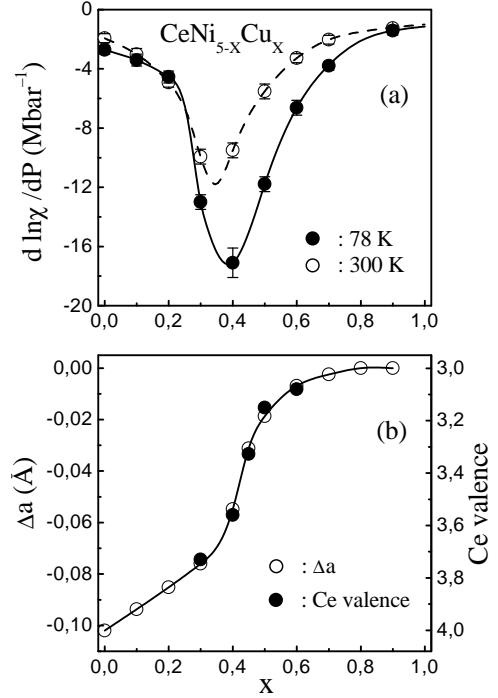 CeNi5-XCuX
(a)
d lnχ/dP (Mbar⁻¹)
0
-4
-8
-12
-16
-20
: 78 K
: 300 K
0,0 0,2 0,4 0,6 0,8 1,0
(b)
Δa (Å)
0,00
-0,02
-0,04
-0,06
-0,08
-0,10
Ce valence
3,0
3,2
3,4
3,6
3,8
4,0
: Δa
: Ce valence
0,0 0,2 0,4 0,6 0,8 1,0
x